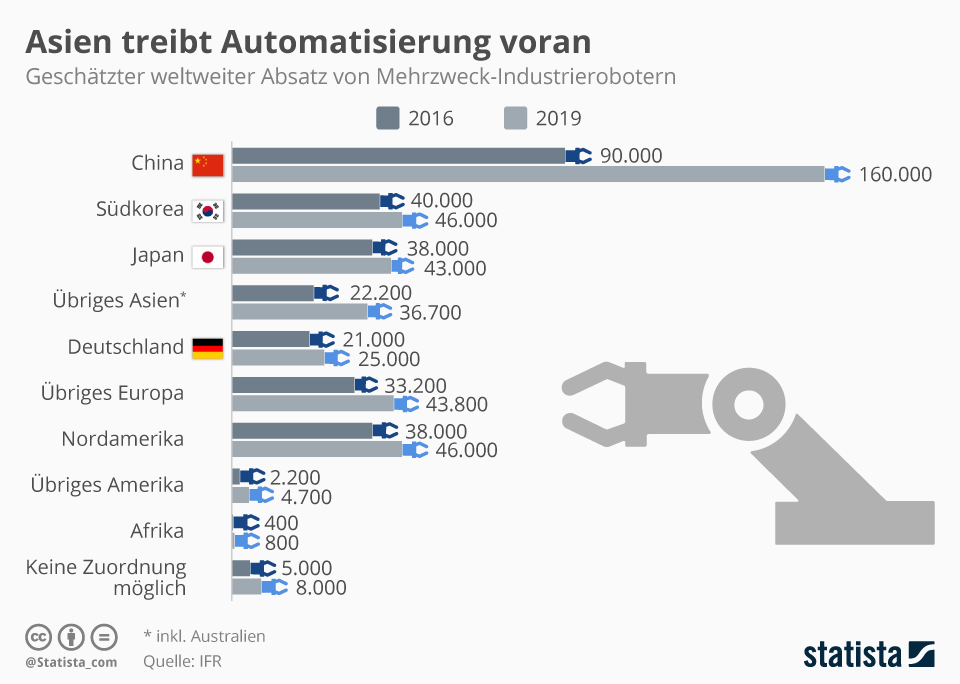 Asien treibt Automatisierung voran
Geschätzter weltweiter Absatz von Mehrzweck-Industrierobotern
2016 2019
China 90.000
160.000
Südkorea 40.000
46.000
Japan 38.000
43.000
Übriges Asien* 22.200
36.700
Deutschland 21.000
25.000
Übriges Europa 33.200
43.800
Nordamerika 38.000
46.000
Übriges Amerika 2.200
4.700
Afrika 400
800
Keine Zuordnung möglich 5.000
8.000
cc
@Statista_com
* inkl. Australien
Quelle: IFR
statista